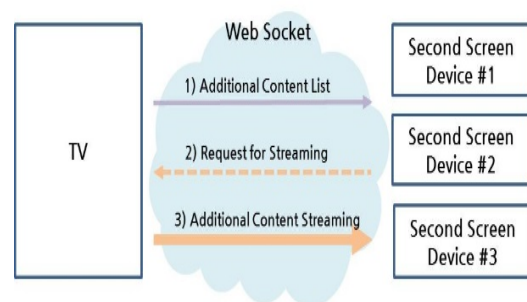 Web Socket
1) Additional Content List
TV
2) Request for Streaming
3) Additional Content Streaming
Second Screen
Device #1
Second Screen
Device #2
Second Screen
Device #3